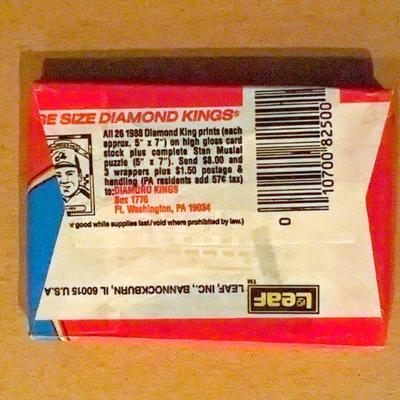 RE SIZE DIAMOND KINGS®
All 26 1988 Diamond King prints (each
approx. 5" x 7") on high gloss card
stock plus complete Stan Musial
puzzle (5" x 7"). Send $8.00 and
3 wrappers plus $1.50 postage &
handling (PA residents add 57¢ tax)
to: DIAMOND KINGS
Box 1776
Ft. Washington, PA 19034
good while supplies last/void where prohibited by law.)
0 10700 82500
Leaf™
LEAF, INC., BANNOCKBURN, IL 60015 U.S.A